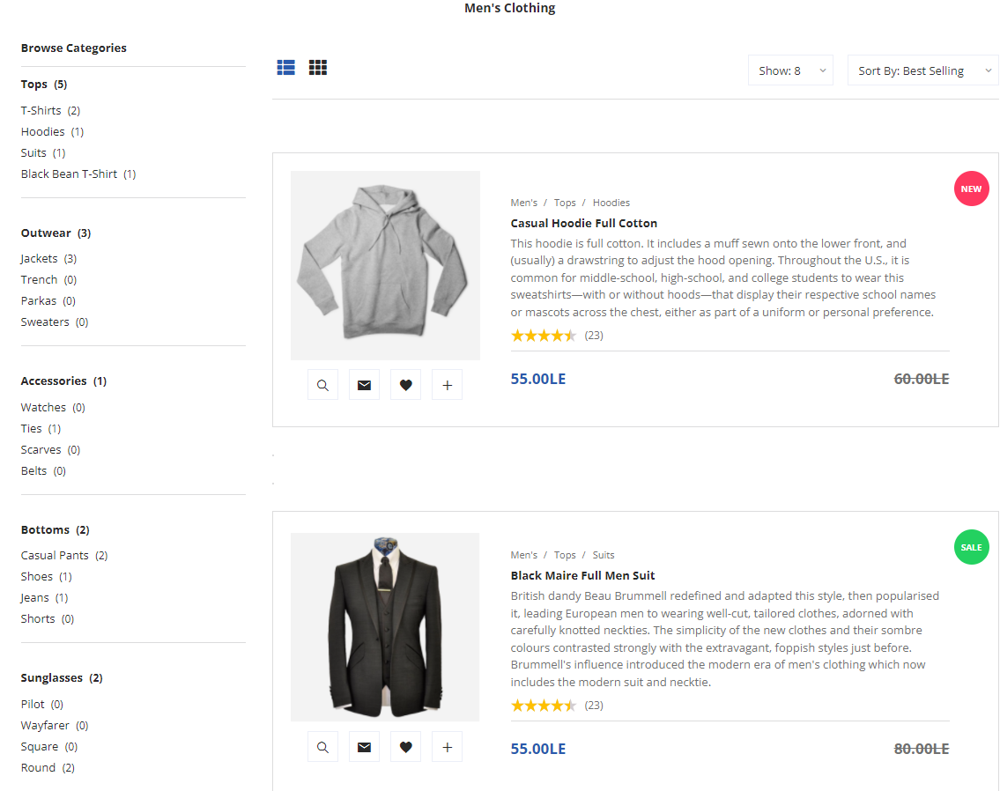 Men's Clothing
Browse Categories
Tops (5)
T-Shirts (2)
Hoodies (1)
Suits (1)
Black Bean T-Shirt (1)
Outwear (3)
Jackets (3)
Trench (0)
Parkas (0)
Sweaters (0)
Accessories (1)
Watches (0)
Ties (1)
Scarves (0)
Belts (0)
Bottoms (2)
Casual Pants (2)
Shoes (1)
Jeans (1)
Shorts (0)
Sunglasses (2)
Pilot (0)
Wayfarer (0)
Square (0)
Round (2)
Show: 8
Sort By: Best Selling
NEW
Men's / Tops / Hoodies
Casual Hoodie Full Cotton
This hoodie is full cotton. It includes a muff sewn onto the lower front, and
(usually) a drawstring to adjust the hood opening. Throughout the U.S., it is
common for middle-school, high-school, and college students to wear this
sweatshirts—with or without hoods—that display their respective school names
or mascots across the chest, either as part of a uniform or personal preference.
(23)
55.00LE
60.00LE
.
.
SALE
Men's / Tops / Suits
Black Maire Full Men Suit
British dandy Beau Brummell redefined and adapted this style, then popularised
it, leading European men to wearing well-cut, tailored clothes, adorned with
carefully knotted neckties. The simplicity of the new clothes and their sombre
colours contrasted strongly with the extravagant, foppish styles just before.
Brummell's influence introduced the modern era of men's clothing which now
includes the modern suit and necktie.
(23)
55.00LE
80.00LE